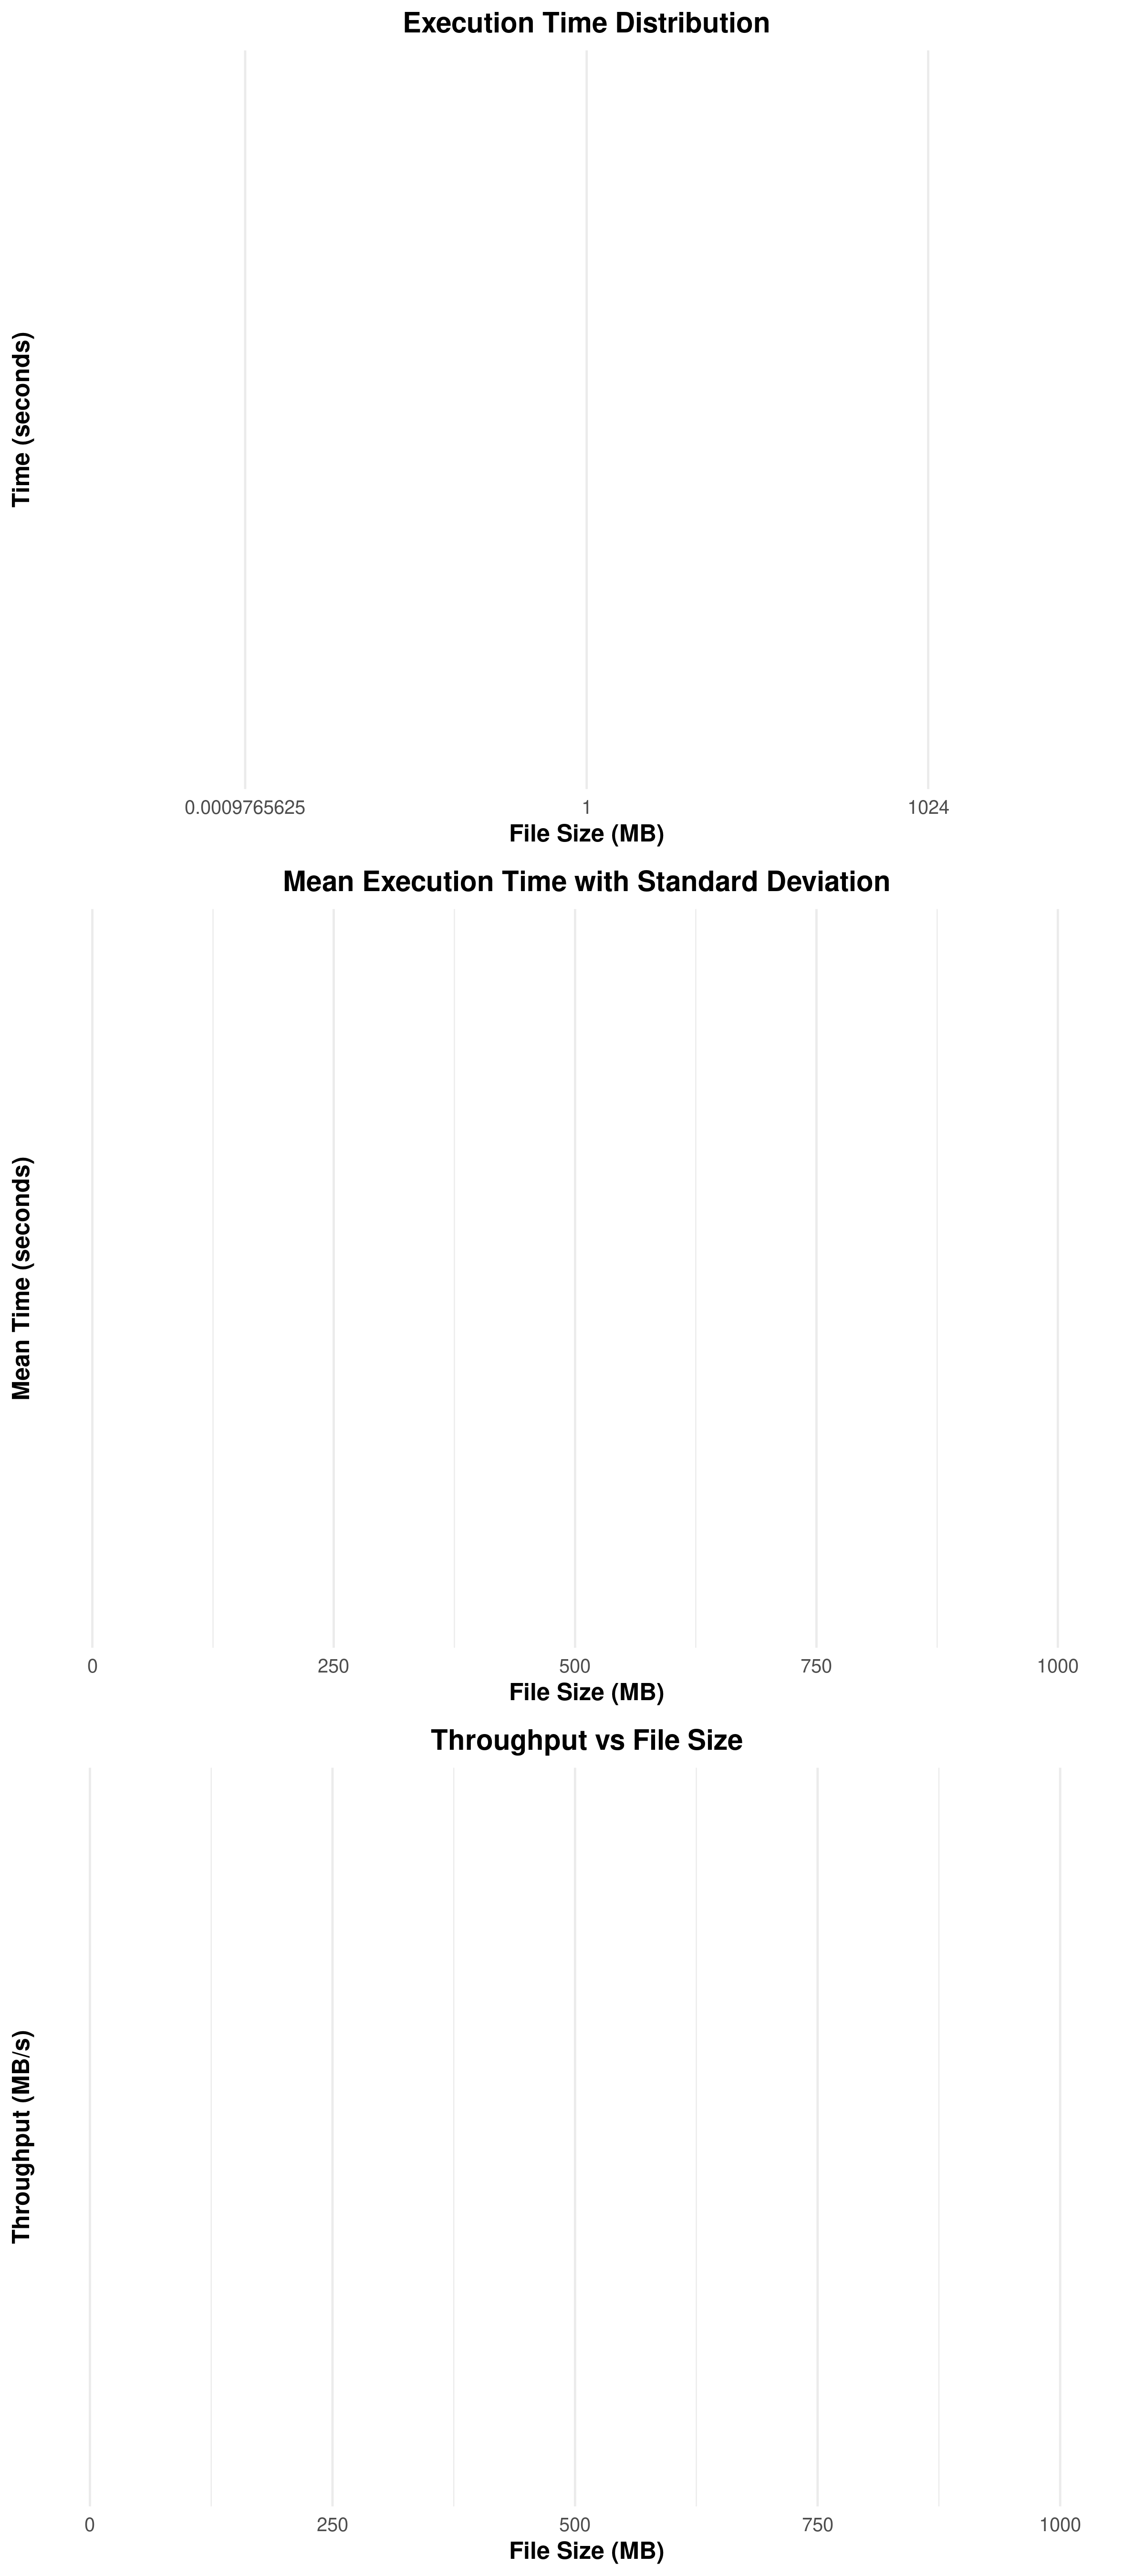 Execution Time Distribution
Time (seconds)
0.0009765625 1 1024
File Size (MB)
Mean Execution Time with Standard Deviation
Mean Time (seconds)
0 250 500 750 1000
File Size (MB)
Throughput vs File Size
Throughput (MB/s)
0 250 500 750 1000
File Size (MB)